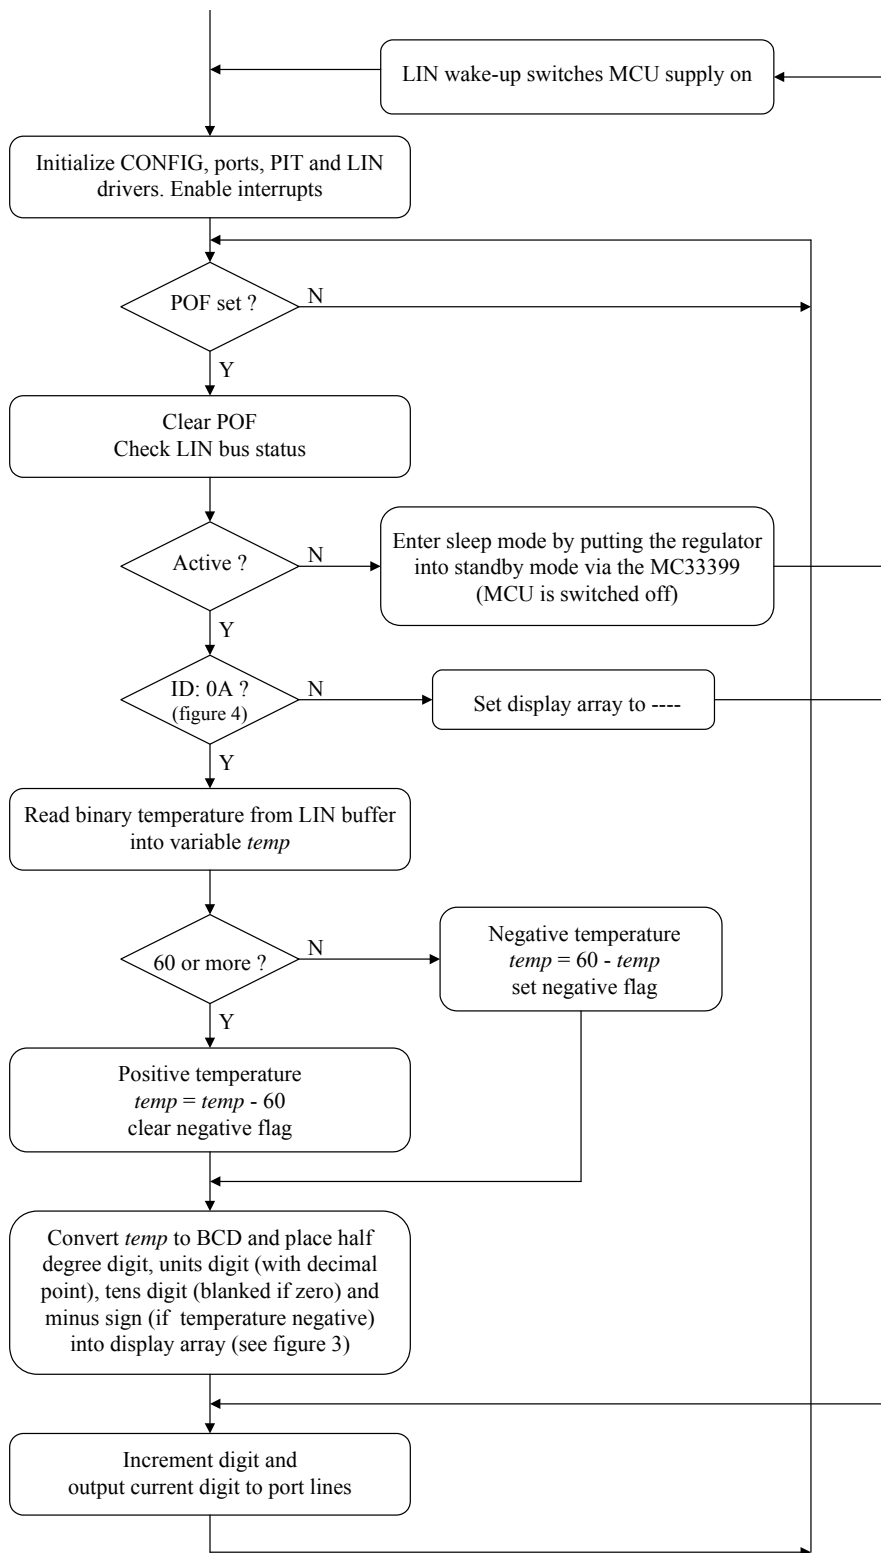 LIN wake-up switches MCU supply on
Initialize CONFIG, ports, PIT and LIN
drivers. Enable interrupts
POF set ?
N
Y
Clear POF
Check LIN bus status
Active ?
N
Enter sleep mode by putting the regulator
into standby mode via the MC33399
(MCU is switched off)
Y
ID: 0A ?
(figure 4)
N
Set display array to ----
Y
Read binary temperature from LIN buffer
into variable temp
60 or more ?
N
Negative temperature
temp = 60 - temp
set negative flag
Y
Positive temperature
temp = temp - 60
clear negative flag
Convert temp to BCD and place half
degree digit, units digit (with decimal
point), tens digit (blanked if zero) and
minus sign (if temperature negative)
into display array (see figure 3)
Increment digit and
output current digit to port lines